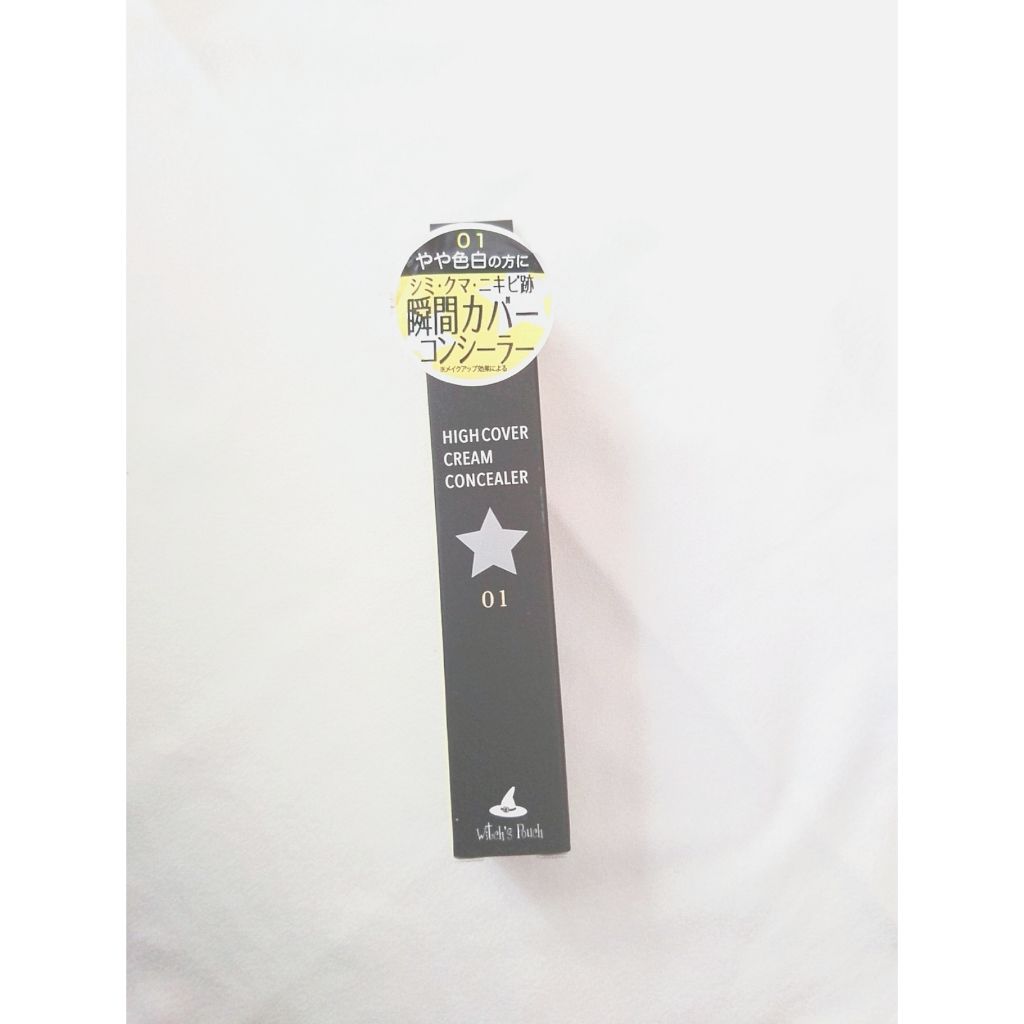 01
やや色白の方に
シミ・クマ・ニキビ跡
瞬間カバー
コンシーラー
※メイクアップ効果による
HIGH COVER
CREAM
CONCEALER
01
Witch's Pouch